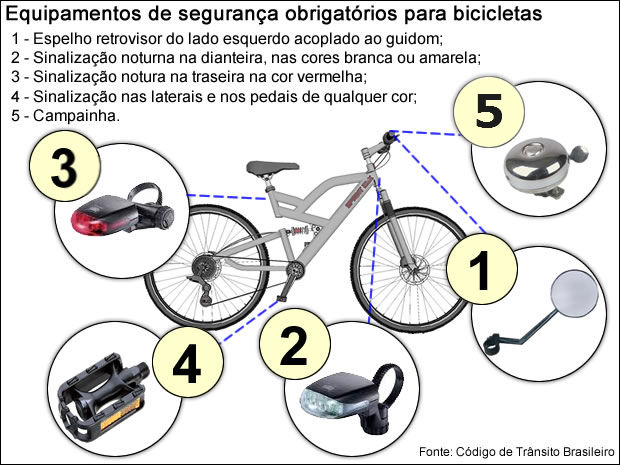 Equipamentos de segurança obrigatórios para bicicletas
1 - Espelho retrovisor do lado esquerdo acoplado ao guidom;
2 - Sinalização noturna na dianteira, nas cores branca ou amarela;
3 - Sinalização notura na traseira na cor vermelha;
4 - Sinalização nas laterais e nos pedais de qualquer cor;
5 - Campainha.
5
3
1
2
4
Fonte: Código de Trânsito Brasileiro